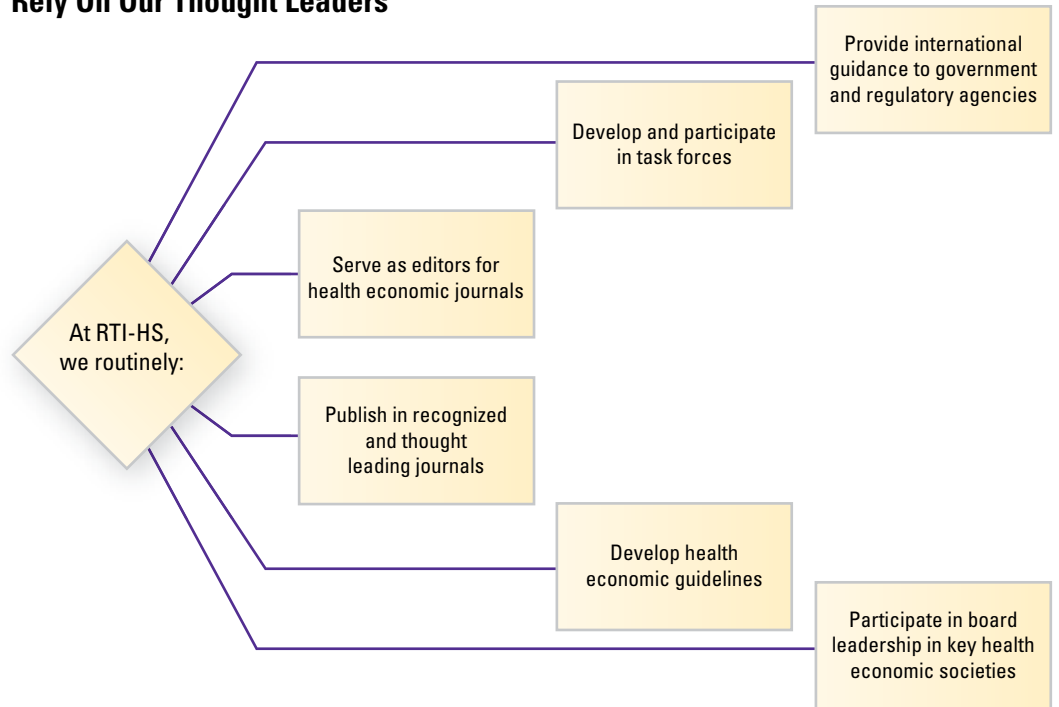 Rely On Our Thought Leaders
Provide international
guidance to government
and regulatory agencies
Develop and participate
in task forces
Serve as editors for
health economic journals
At RTI-HS,
we routinely:
Publish in recognized
and thought
leading journals
Develop health
economic guidelines
Participate in board
leadership in key health
economic societies